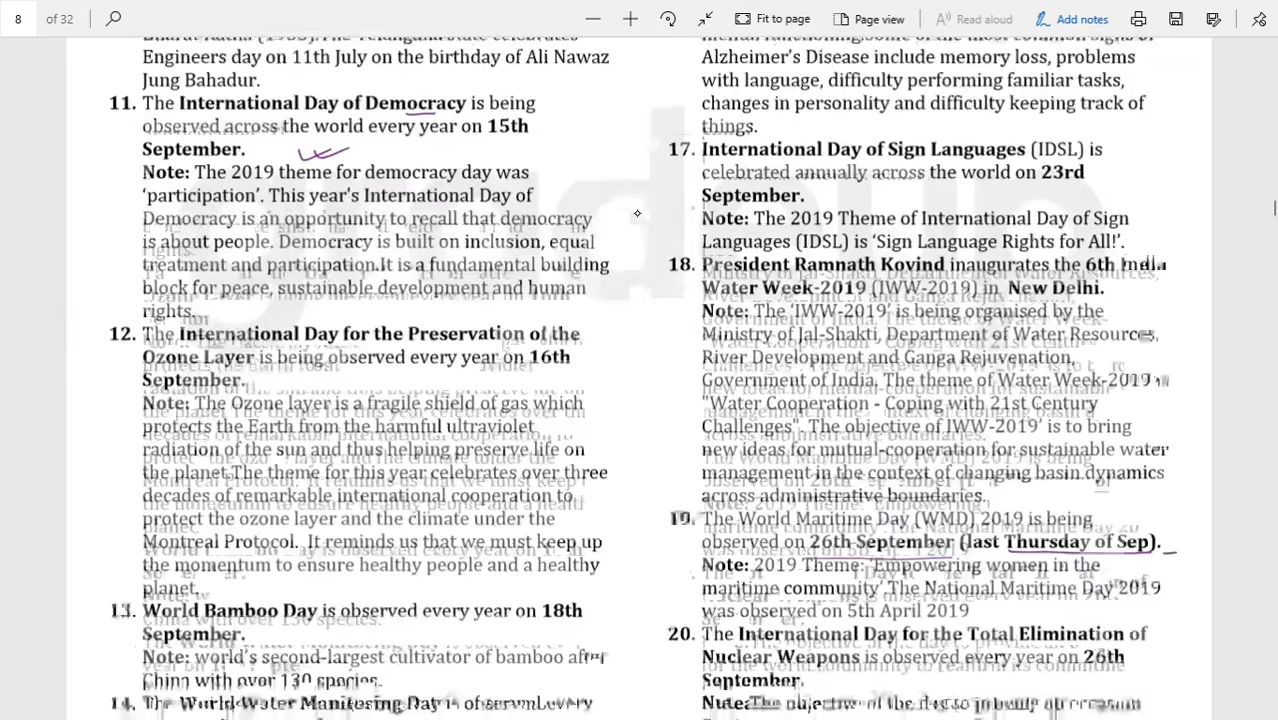 8 of 32 Fit to page Page view Read aloud Add notes
Engineers day on 11th July on the birthday of Ali Nawaz
Jung Bahadur.
11. The International Day of Democracy is being
observed across the world every year on 15th
September.
Note: The 2019 theme for democracy day was
‘participation’. This year's International Day of
Democracy is an opportunity to recall that democracy
is about people. Democracy is built on inclusion, equal
treatment and participation.It is a fundamental building
block for peace, sustainable development and human
rights.
12. The International Day for the Preservation of the
Ozone Layer is being observed every year on 16th
September.
Note: The Ozone layer is a fragile shield of gas which
protects the Earth from the harmful ultraviolet
radiation of the sun and thus helping preserve life on
the planet.The theme for this year celebrates over three
decades of remarkable international cooperation to
protect the ozone layer and the climate under the
Montreal Protocol. It reminds us that we must keep up
the momentum to ensure healthy people and a healthy
planet.
13. World Bamboo Day is observed every year on 18th
September.
Note: world’s second-largest cultivator of bamboo after
China with over 130 species.
14. The World Water Monitoring Day is
Alzheimer’s Disease include memory loss, problems
with language, difficulty performing familiar tasks,
changes in personality and difficulty keeping track of
things.
17. International Day of Sign Languages (IDSL) is
celebrated annually across the world on 23rd
September.
Note: The 2019 Theme of International Day of Sign
Languages (IDSL) is ‘Sign Language Rights for All!’.
18. President Ramnath Kovind inaugurates the 6th India
Water Week-2019 (IWW-2019) in New Delhi.
Note: The ‘IWW-2019’ is being organised by the
Ministry of Jal-Shakti, Department of Water Resources,
River Development and Ganga Rejuvenation,
Government of India. The theme of Water Week-2019
"Water Cooperation - Coping with 21st Century
Challenges". The objective of IWW-2019’ is to bring
new ideas for mutual-cooperation for sustainable water
management in the context of changing basin dynamics
across administrative boundaries.
19. The World Maritime Day (WMD) 2019 is being
observed on 26th September (last Thursday of Sep).
Note: 2019 Theme: ‘Empowering women in the
maritime community’ The National Maritime Day 2019
was observed on 5th April 2019
20. The International Day for the Total Elimination of
Nuclear Weapons is observed every year on 26th
September.
Note: The objective of the